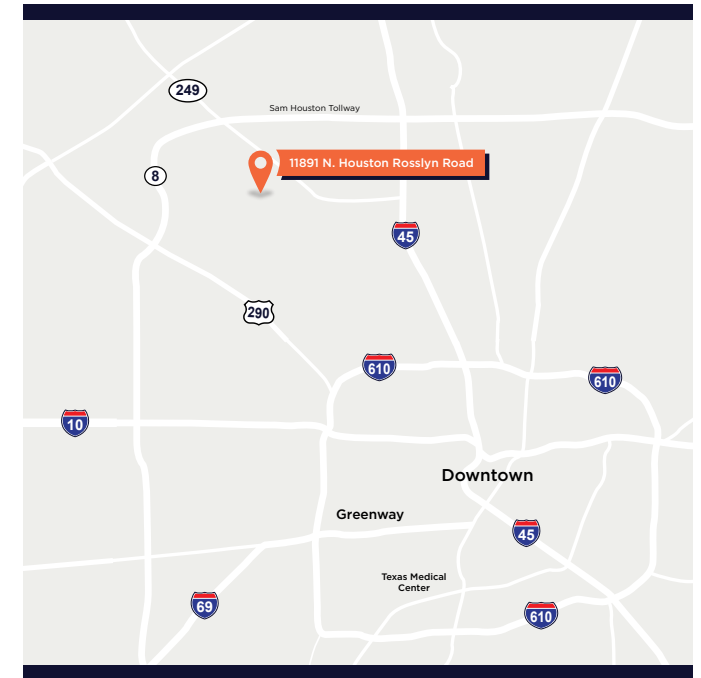 249
Sam Houston Tollway
11891 N. Houston Rosslyn Road
8
45
290
610
610
10
Downtown
Greenway
45
Texas Medical
Center
69
610